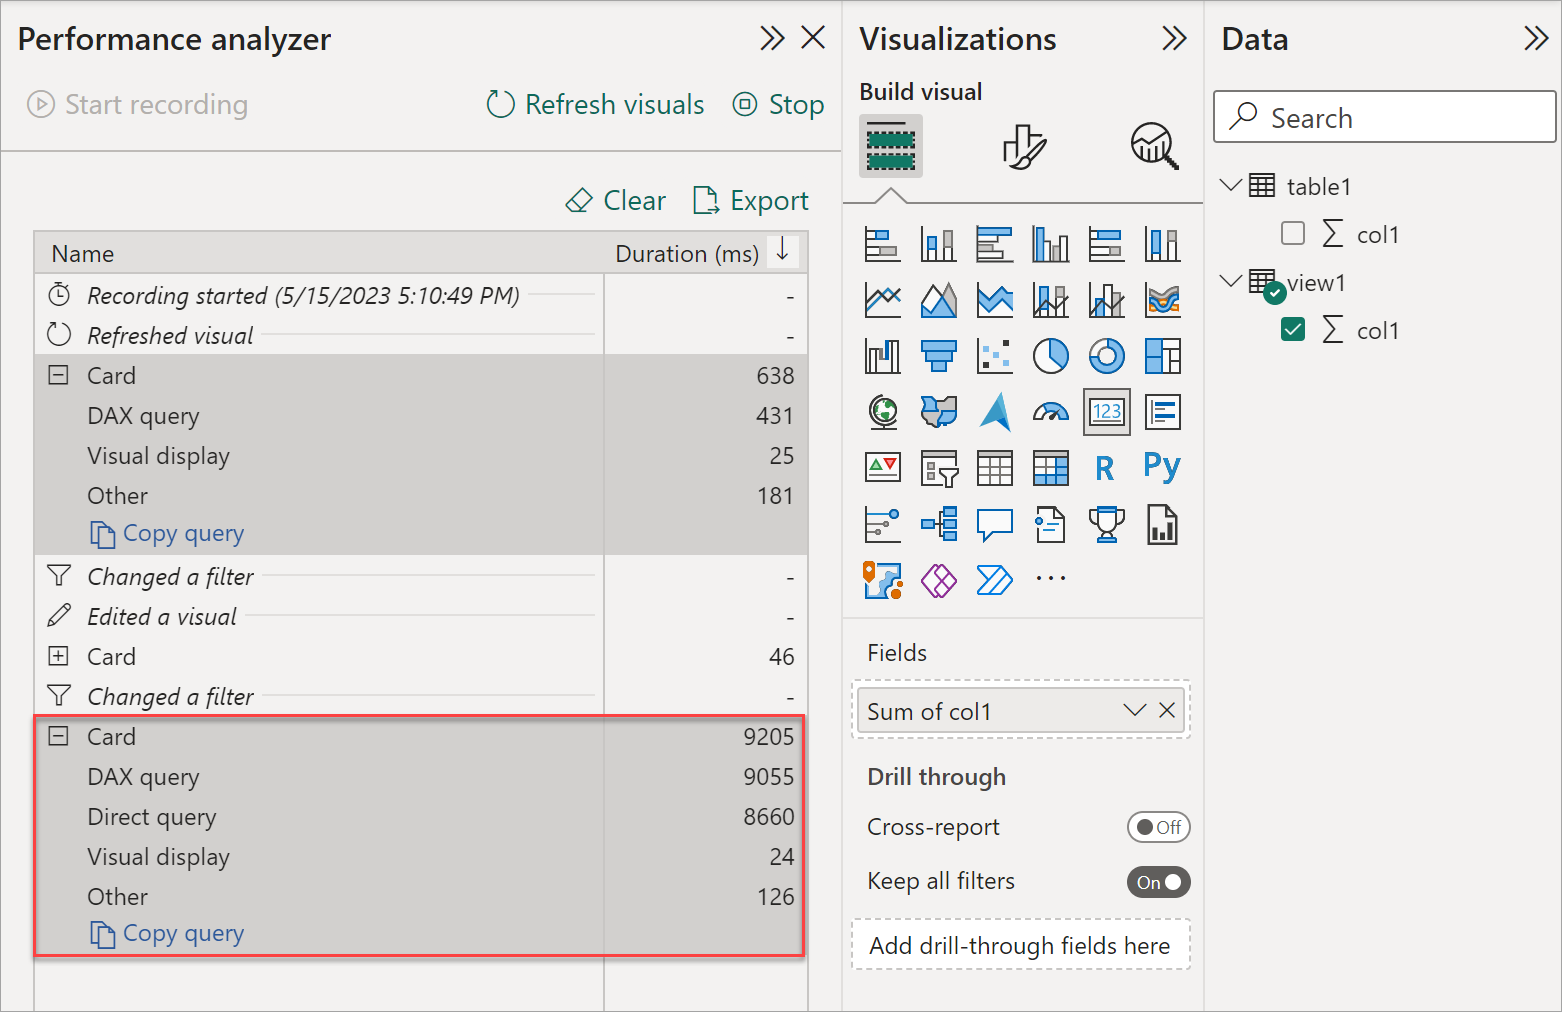 Performance analyzer
Start recording
Refresh visuals
Stop
Clear
Export
Name Duration (ms)
Recording started (5/15/2023 5:10:49 PM) -
Refreshed visual -
Card 638
DAX query 431
Visual display 25
Other 181
Copy query
Changed a filter -
Edited a visual -
Card 46
Changed a filter -
Card 9205
DAX query 9055
Direct query 8660
Visual display 24
Other 126
Copy query
Visualizations
Build visual
123
R
Py
...
Fields
Sum of col1
Drill through
Cross-report
Off
Keep all filters
On
Add drill-through fields here
Data
Search
table1
∑ col1
view1
∑ col1